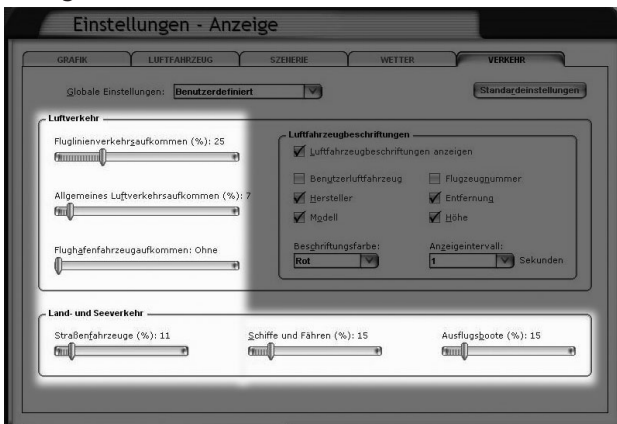 Einstellungen - Anzeige
GRAFIK LUFTFAHRZEUG SZENERIE WETTER VERKEHR
Globale Einstellungen: Benutzerdefiniert Standardeinstellungen
Luftverkehr
Fluglinienverkehrsaufkommen (%): 25
Allgemeines Luftverkehrsaufkommen (%): 7
Flughafenfahrzeugaufkommen: Ohne
Luftfahrzeugbeschriftungen
Luftfahrzeugbeschriftungen anzeigen
Benutzerluftfahrzeug Flugzeugnummer
Hersteller Entfernung
Modell Höhe
Beschriftungsfarbe: Anzeigeintervall:
Rot 1 Sekunden
Land- und Seeverkehr
Straßenfahrzeuge (%): 11 Schiffe und Fähren (%): 15 Ausflugsboote (%): 15